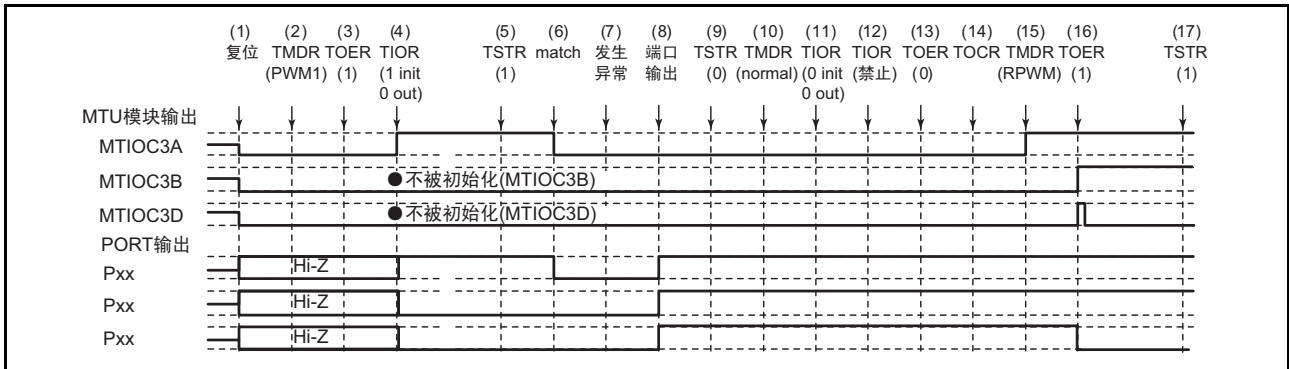 (1) (2) (3) (4) (5) (6) (7) (8) (9) (10) (11) (12) (13) (14) (15) (16) (17)
复位 TMDR TOER TIOR TSTR match 发生 端口 TSTR TMDR TIOR TIOR TOER TOCR TMDR TOER TSTR
(PWM1) (1) (1 init (1) 异常 输出 (0) (normal) (0 init (禁止) (0) (RPWM) (1) (1)
0 out) 0 out)
MTU模块输出
MTIOC3A
MTIOC3B ●不被初始化(MTIOC3B)
MTIOC3D ●不被初始化(MTIOC3D)
PORT输出
Pxx Hi-Z
Pxx Hi-Z
Pxx Hi-Z